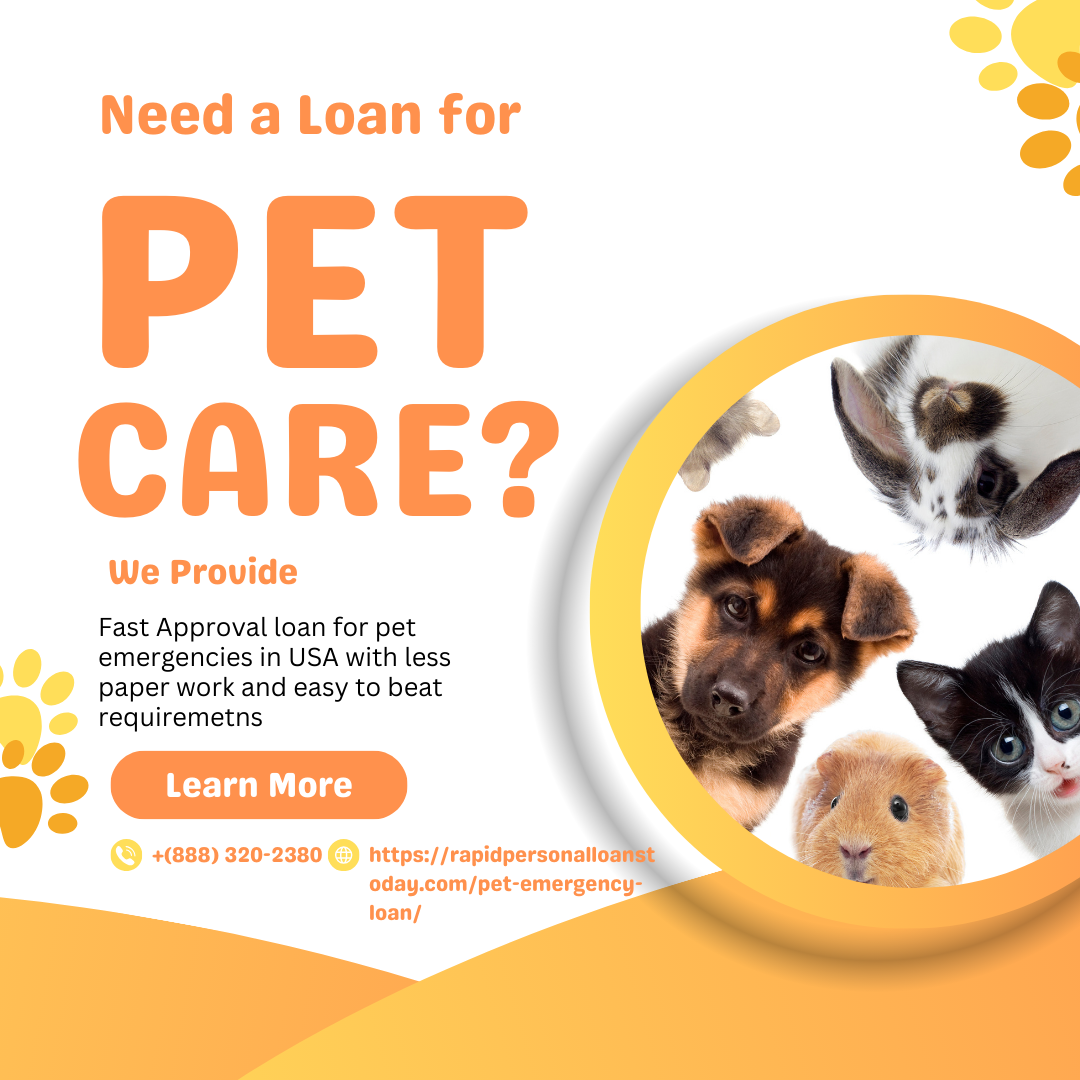 Need a Loan for
PET
CARE?
We Provide
Fast Approval loan for pet
emergencies in USA with less
paper work and easy to beat
requiremetns
Learn More
+(888) 320-2380
https://rapidpersonalloanst
oday.com/pet-emergency-
loan/